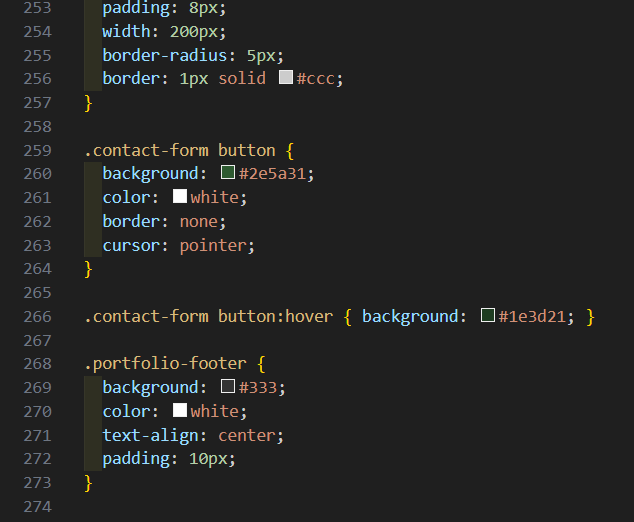 253 padding: 8px;
254 width: 200px;
255 border-radius: 5px;
256 border: 1px solid #ccc;
257 }
258
259 .contact-form button {
260 background: #2e5a31;
261 color: white;
262 border: none;
263 cursor: pointer;
264 }
265
266 .contact-form button:hover { background: #1e3d21; }
267
268 .portfolio-footer {
269 background: #333;
270 color: white;
271 text-align: center;
272 padding: 10px;
273 }
274